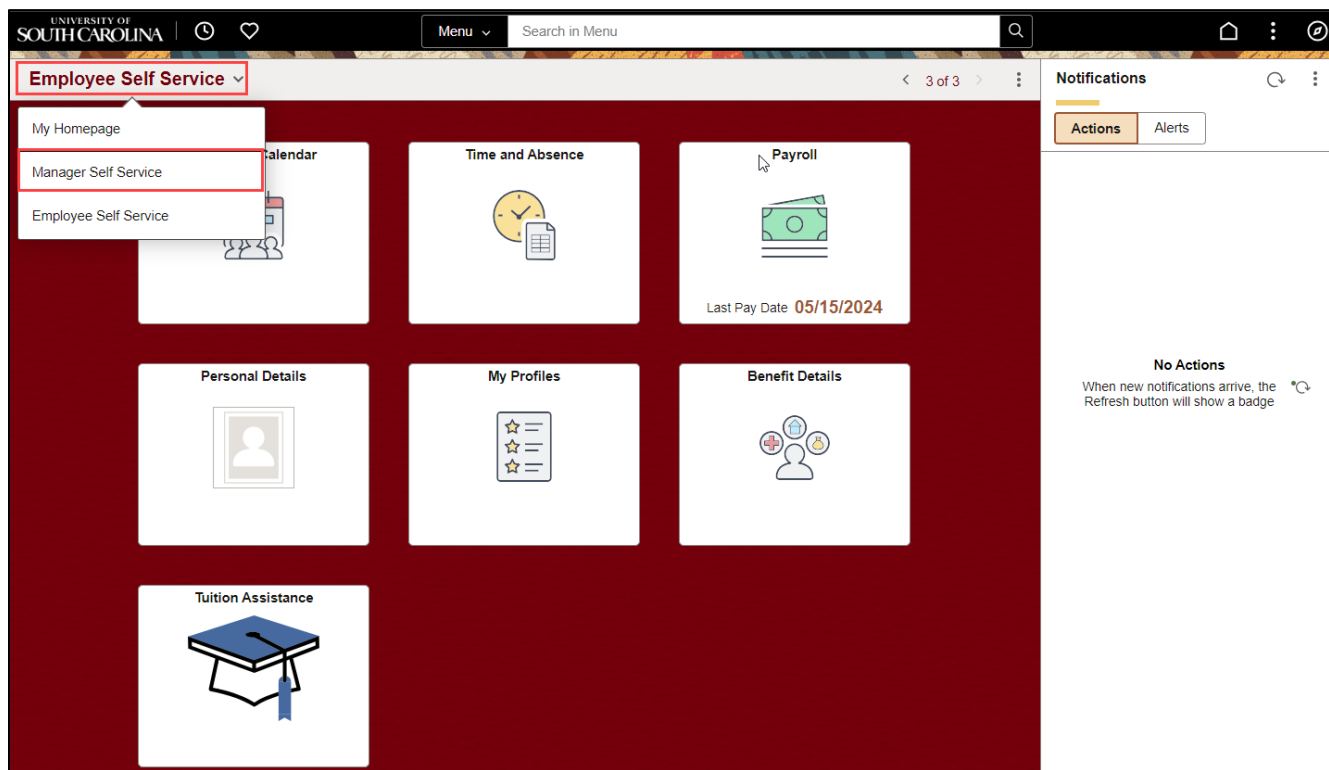 UNIVERSITY OF
SOUTH CAROLINA
Menu
Search in Menu
Employee Self Service
3 of 3
Notifications
My Homepage
Manager Self Service
Employee Self Service
Actions
Alerts
Calendar
Time and Absence
Payroll
Last Pay Date 05/15/2024
No Actions
When new notifications arrive, the
Refresh button will show a badge
Personal Details
My Profiles
Benefit Details
Tuition Assistance